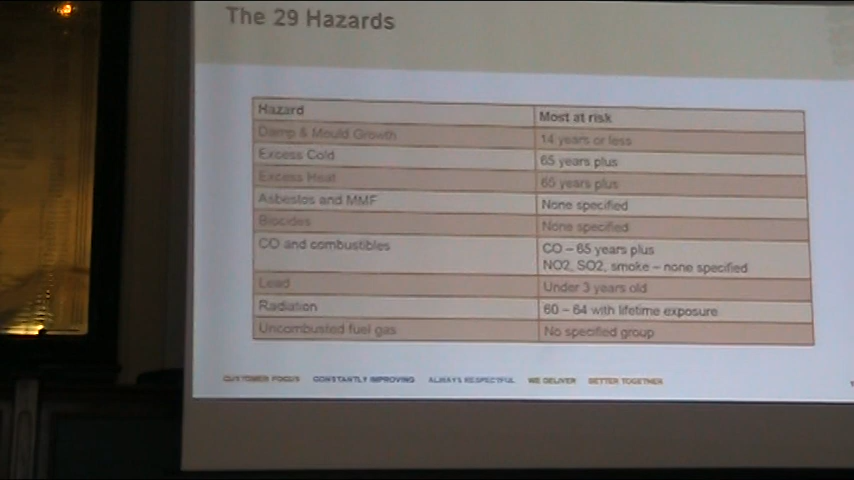 The 29 Hazards
Hazard Most at risk
Damp & Mould Growth 14 years or less
Excess Cold 65 years plus
Excess Heat 65 years plus
Asbestos and MMF None specified
Biocides None specified
CO and combustibles CO – 65 years plus
NO2, SO2, smoke – none specified
Lead Under 3 years old
Radiation 60 – 64 with lifetime exposure
Uncombusted fuel gas No specified group
CUSTOMER FOCUS CONSTANTLY IMPROVING ALWAYS RESPECTFUL WE DELIVER BETTER TOGETHER